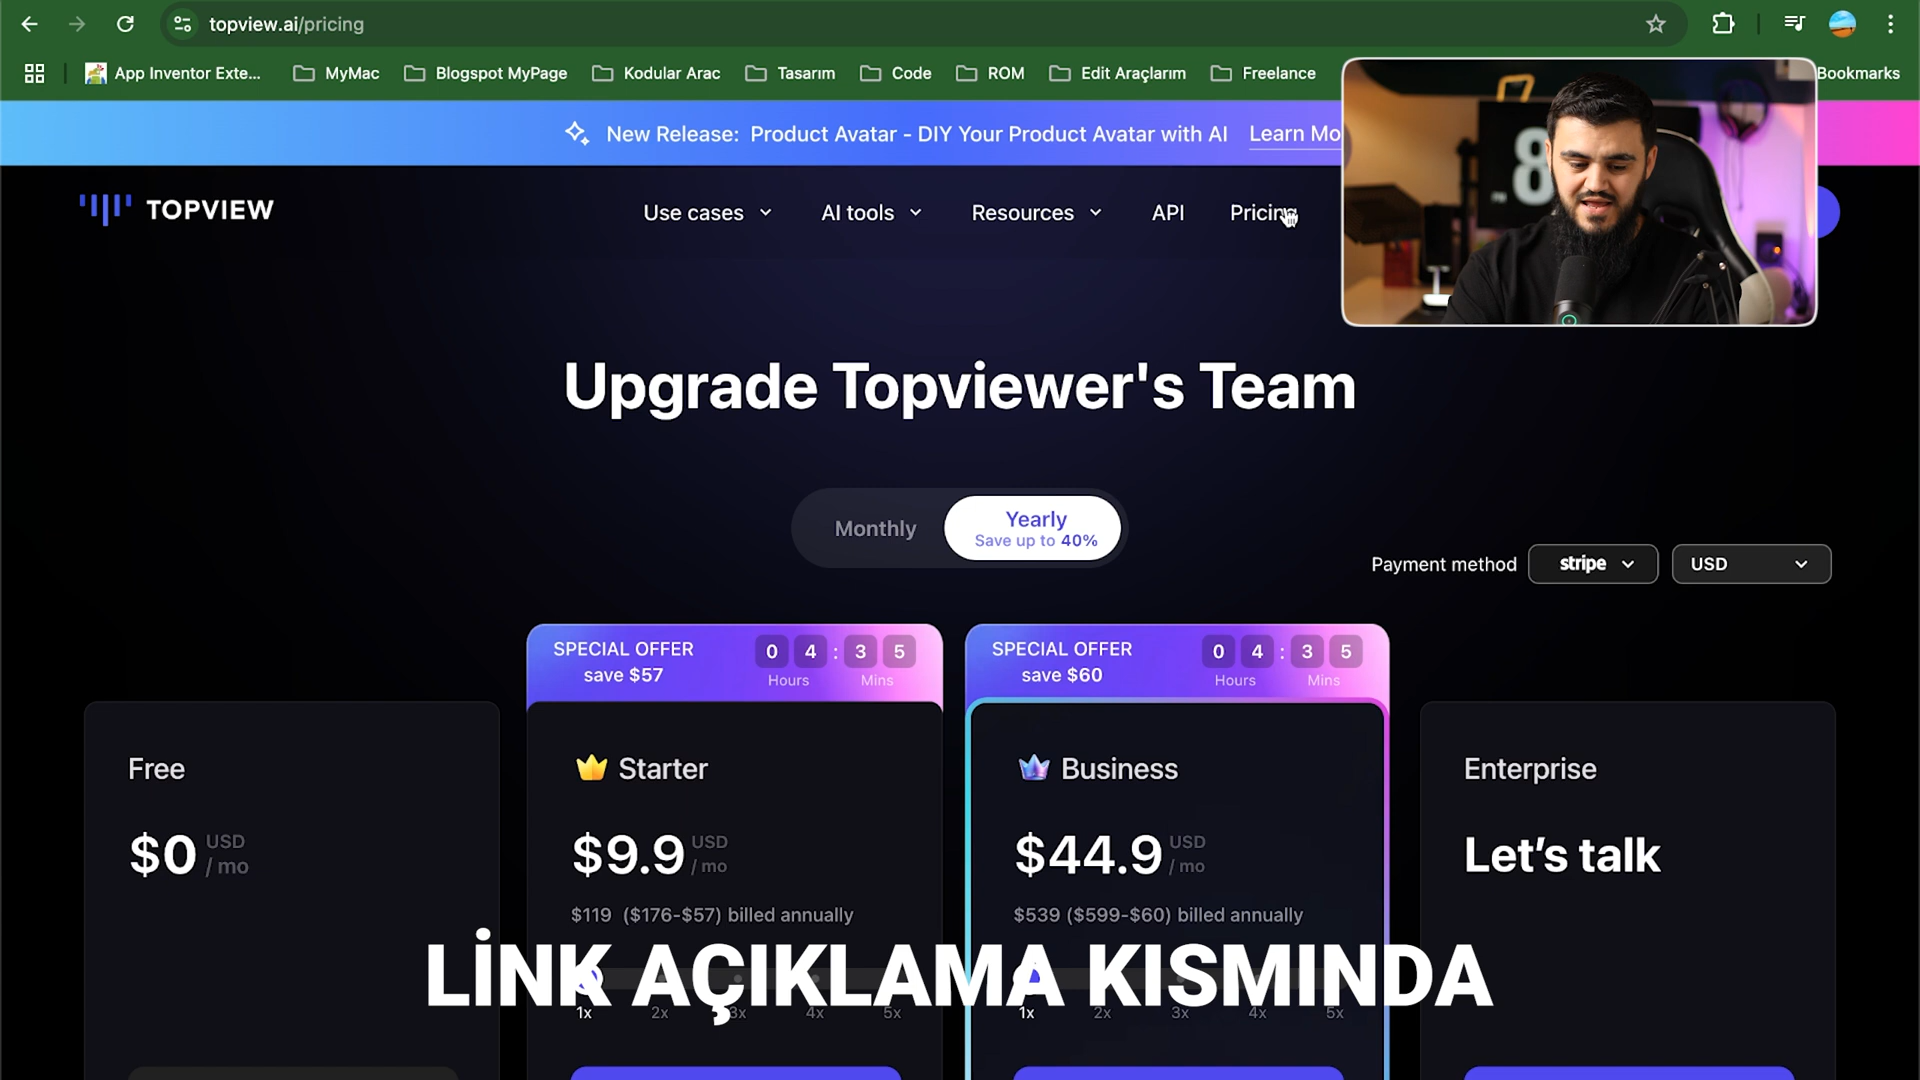 topview.ai/pricing
App Inventor Exte...
MyMac
Blogspot MyPage
Kodular Arac
Tasarım
Code
ROM
Edit Araçlarım
Freelance
Bookmarks
New Release: Product Avatar - DIY Your Product Avatar with AI Learn Mo
TOPVIEW
Use cases
AI tools
Resources
API
Pricing
8
Upgrade Topviewer's Team
Monthly
Yearly
Save up to 40%
Payment method
stripe
USD
SPECIAL OFFER
save $57
0 4 : 3 5
Hours Mins
SPECIAL OFFER
save $60
0 4 : 3 5
Hours Mins
Free
$0 USD / mo
Starter
$9.9 USD / mo
$119 ($176-$57) billed annually
1x 2x 3x 4x 5x
Business
$44.9 USD / mo
$539 ($599-$60) billed annually
1x 2x 3x 4x 5x
Enterprise
Let's talk
LİNK AÇIKLAMA KISMINDA